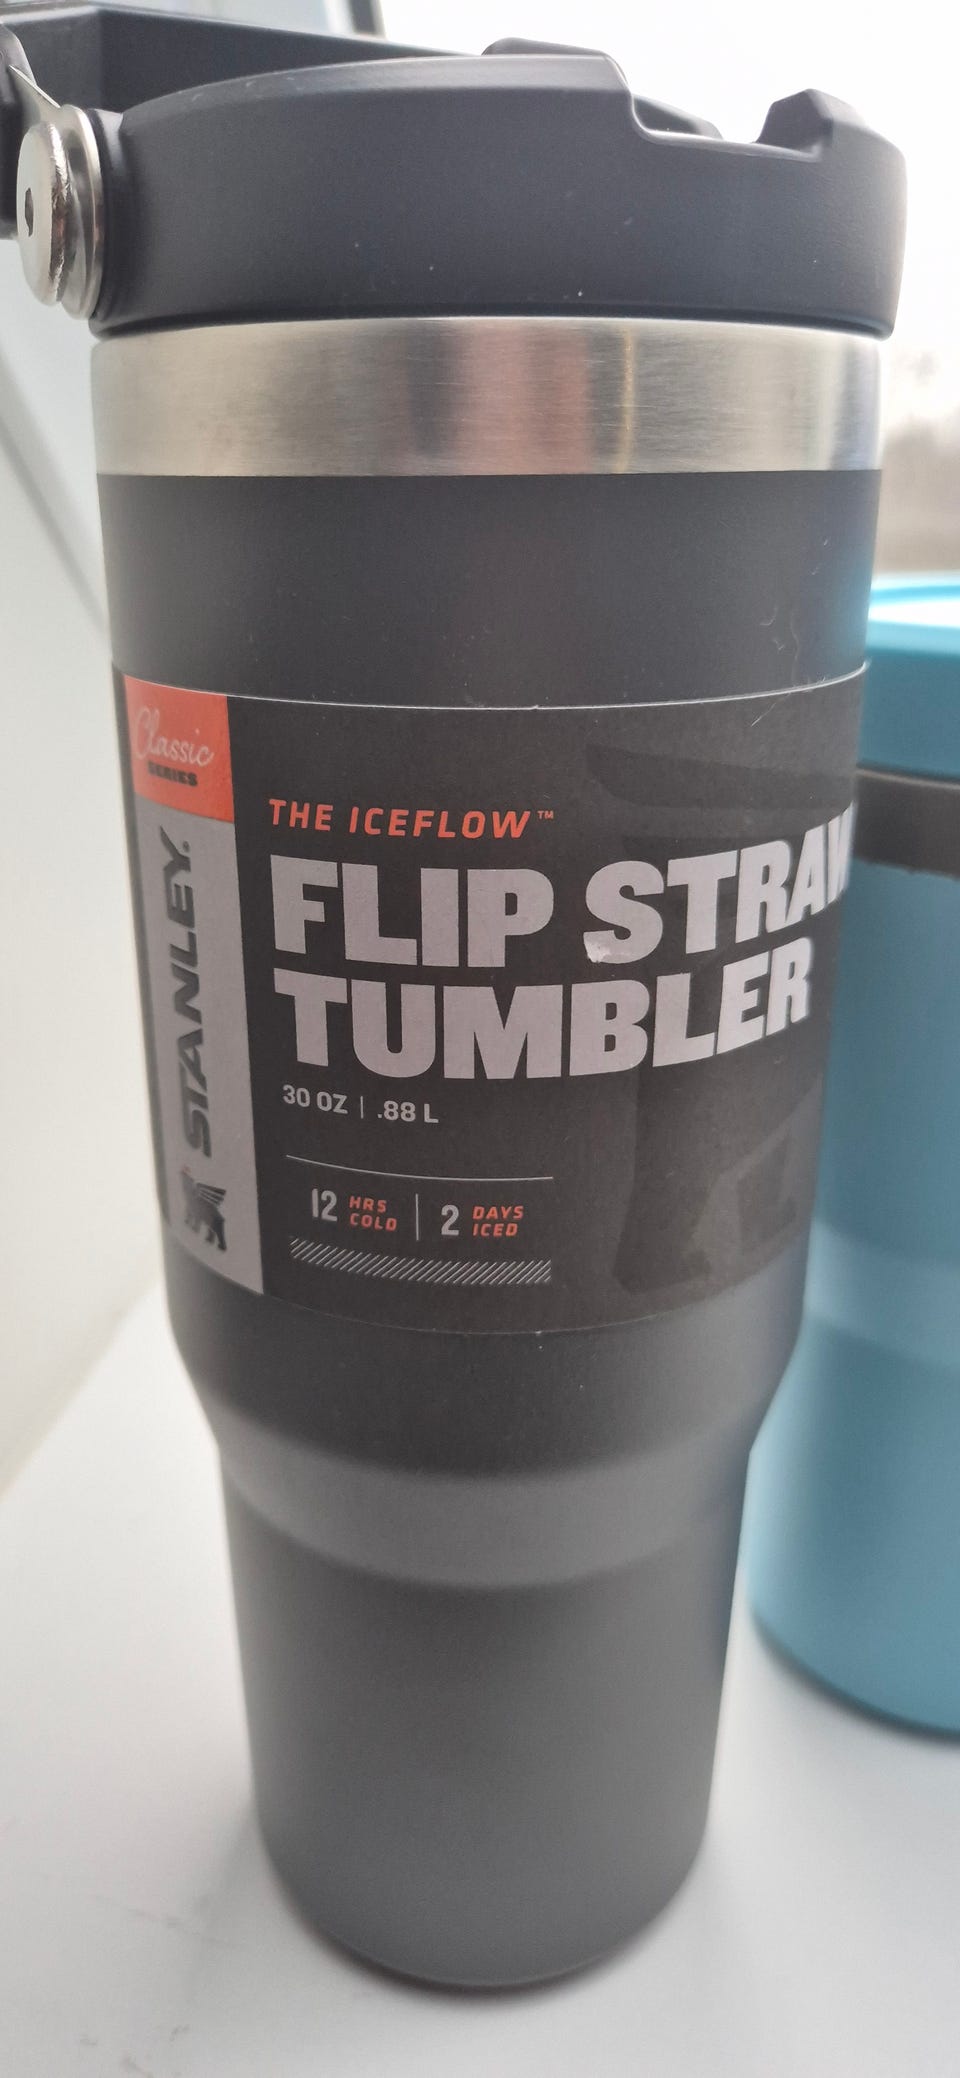 Classic
SERIES
STANLEY®
THE ICEFLOW™
FLIP STRAW
TUMBLER
30 OZ | .88 L
12 HRS COLD | 2 DAYS ICED